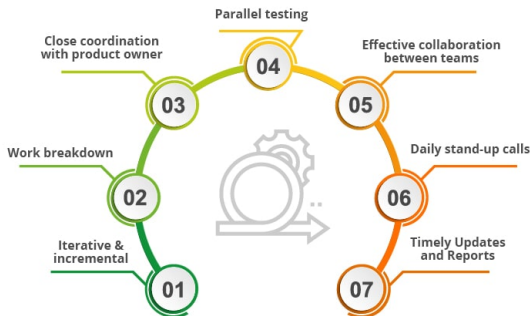 Parallel testing
04
Close coordination
with product owner
03
Effective collaboration
between teams
05
Work breakdown
02
Daily stand-up calls
06
Iterative &
incremental
01
Timely Updates
and Reports
07